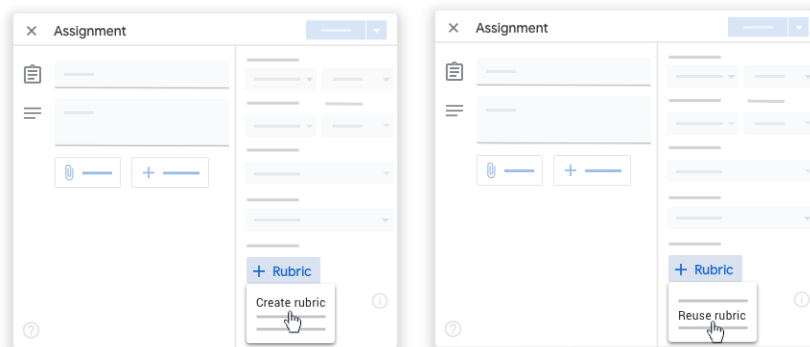 Assignment
+ Rubric
Create rubric
Assignment
+ Rubric
Reuse rubric